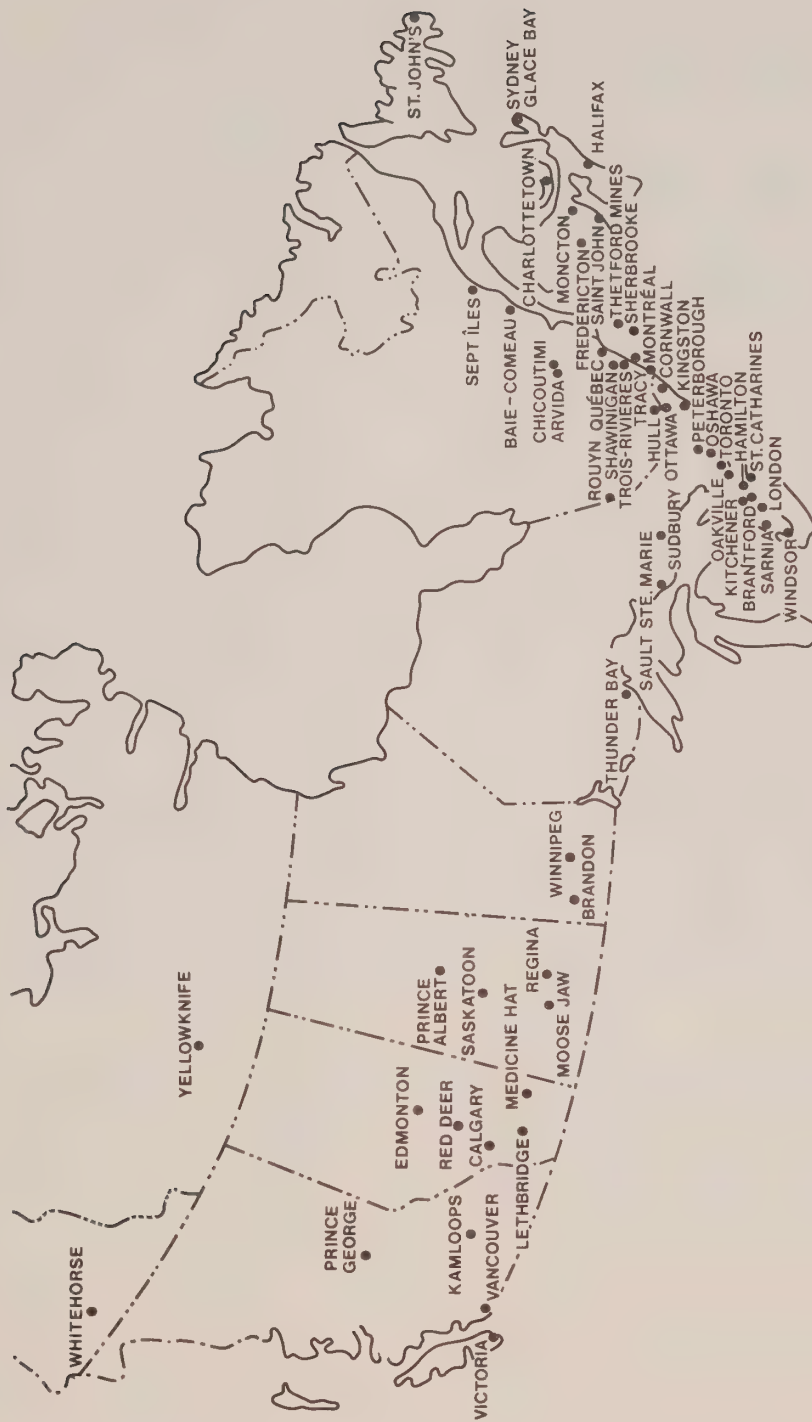 WHITEHORSE
YELLOWKNIFE
PRINCE
GEORGE
EDMONTON
RED DEER
CALGARY
KAMLOOPS
VANCOUVER
VICTORIA
LETHBRIDGE
MEDICINE HAT
PRINCE
ALBERT
SASKATOON
REGINA
MOOSE JAW
WINNIPEG
BRANDON
THUNDER BAY
SAULT STE. MARIE
SUDBURY
ST. JOHN'S
SEPT ÎLES
BAIE-COMEAU
CHICOUTIMI
ARVIDA
CHARLOTTETOWN
SYDNEY
GLACE BAY
MONCTON
FREDERICTON
SAINT JOHN
HALIFAX
ROUYN
QUÉBEC
SHAWINIGAN
TROIS-RIVIERES
TRACY
THETFORD MINES
SHERBROOKE
MONTRÉAL
HULL
OTTAWA
CORNWALL
KINGSTON
PETERBOROUGH
OSHAWA
TORONTO
HAMILTON
ST. CATHARINES
OAKVILLE
KITCHENER
BRANTFORD
LONDON
SARNIA
WINDSOR